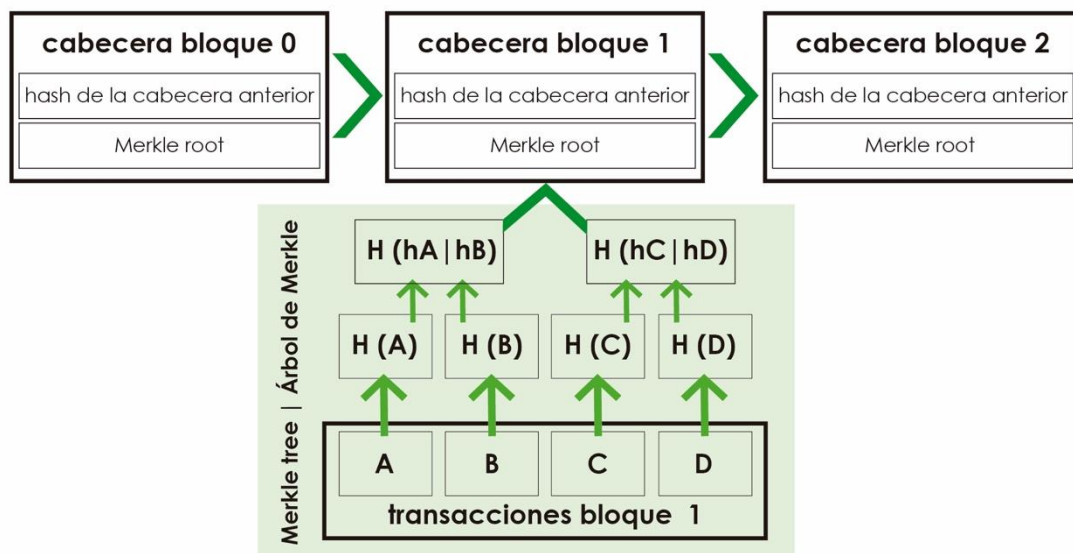 cabecera bloque 0
hash de la cabecera anterior
Merkle root
cabecera bloque 1
hash de la cabecera anterior
Merkle root
cabecera bloque 2
hash de la cabecera anterior
Merkle root
Merkle tree | Árbol de Merkle
H (hA|hB)
H (hC|hD)
H (A)
H (B)
H (C)
H (D)
A
B
C
D
transacciones bloque 1